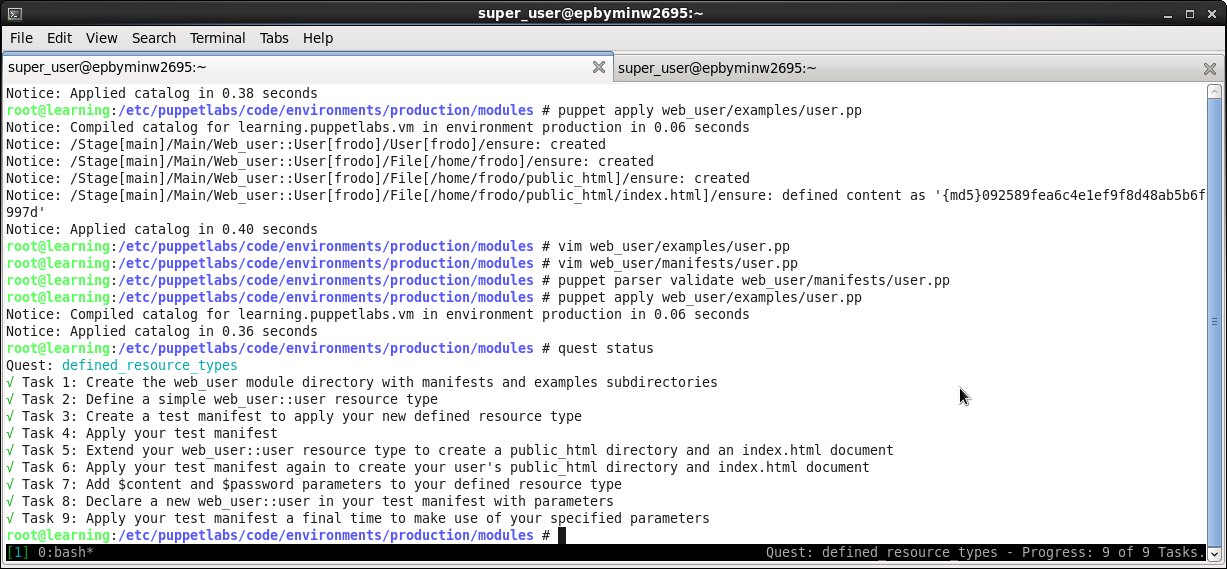 super_user@epbyminw2695:~
File Edit View Search Terminal Tabs Help
super_user@epbyminw2695:~ super_user@epbyminw2695:~
Notice: Applied catalog in 0.38 seconds
root@learning:/etc/puppetlabs/code/environments/production/modules # puppet apply web_user/examples/user.pp
Notice: Compiled catalog for learning.puppetlabs.vm in environment production in 0.06 seconds
Notice: /Stage[main]/Main/Web_user::User[frodo]/User[frodo]/ensure: created
Notice: /Stage[main]/Main/Web_user::User[frodo]/File[/home/frodo]/ensure: created
Notice: /Stage[main]/Main/Web_user::User[frodo]/File[/home/frodo/public_html]/ensure: created
Notice: /Stage[main]/Main/Web_user::User[frodo]/File[/home/frodo/public_html/index.html]/ensure: defined content as '{md5}092589fea6c4e1ef9f8d48ab5b6f
997d'
Notice: Applied catalog in 0.40 seconds
root@learning:/etc/puppetlabs/code/environments/production/modules # vim web_user/examples/user.pp
root@learning:/etc/puppetlabs/code/environments/production/modules # vim web_user/manifests/user.pp
root@learning:/etc/puppetlabs/code/environments/production/modules # puppet parser validate web_user/manifests/user.pp
root@learning:/etc/puppetlabs/code/environments/production/modules # puppet apply web_user/examples/user.pp
Notice: Compiled catalog for learning.puppetlabs.vm in environment production in 0.06 seconds
Notice: Applied catalog in 0.36 seconds
root@learning:/etc/puppetlabs/code/environments/production/modules # quest status
Quest: defined_resource_types
√ Task 1: Create the web_user module directory with manifests and examples subdirectories
√ Task 2: Define a simple web_user::user resource type
√ Task 3: Create a test manifest to apply your new defined resource type
√ Task 4: Apply your test manifest
√ Task 5: Extend your web_user::user resource type to create a public_html directory and an index.html document
√ Task 6: Apply your test manifest again to create your user's public_html directory and index.html document
√ Task 7: Add $content and $password parameters to your defined resource type
√ Task 8: Declare a new web_user::user in your test manifest with parameters
√ Task 9: Apply your test manifest a final time to make use of your specified parameters
root@learning:/etc/puppetlabs/code/environments/production/modules #
[1] 0:bash* Quest: defined_resource_types - Progress: 9 of 9 Tasks.